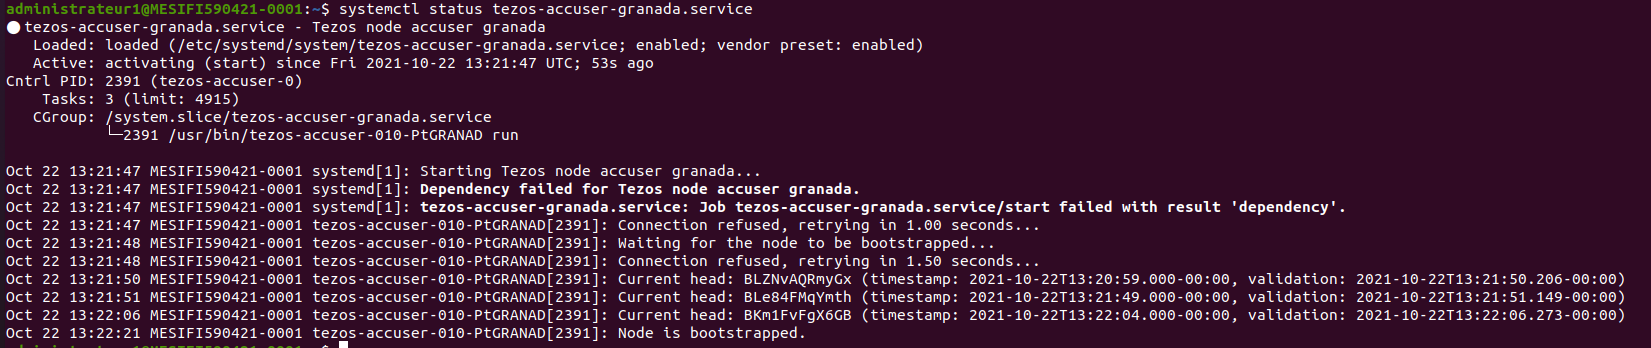 administrateur1@MESIFI590421-0001:~$ systemctl status tezos-accuser-granada.service
● tezos-accuser-granada.service - Tezos node accuser granada
   Loaded: loaded (/etc/systemd/system/tezos-accuser-granada.service; enabled; vendor preset: enabled)
   Active: activating (start) since Fri 2021-10-22 13:21:47 UTC; 53s ago
Cntrl PID: 2391 (tezos-accuser-0)
    Tasks: 3 (limit: 4915)
   CGroup: /system.slice/tezos-accuser-granada.service
           └─2391 /usr/bin/tezos-accuser-010-PtGRANAD run

Oct 22 13:21:47 MESIFI590421-0001 systemd[1]: Starting Tezos node accuser granada...
Oct 22 13:21:47 MESIFI590421-0001 systemd[1]: Dependency failed for Tezos node accuser granada.
Oct 22 13:21:47 MESIFI590421-0001 systemd[1]: tezos-accuser-granada.service: Job tezos-accuser-granada.service/start failed with result 'dependency'.
Oct 22 13:21:47 MESIFI590421-0001 tezos-accuser-010-PtGRANAD[2391]: Connection refused, retrying in 1.00 seconds...
Oct 22 13:21:48 MESIFI590421-0001 tezos-accuser-010-PtGRANAD[2391]: Waiting for the node to be bootstrapped...
Oct 22 13:21:48 MESIFI590421-0001 tezos-accuser-010-PtGRANAD[2391]: Connection refused, retrying in 1.50 seconds...
Oct 22 13:21:50 MESIFI590421-0001 tezos-accuser-010-PtGRANAD[2391]: Current head: BLZNvAQRmyGx (timestamp: 2021-10-22T13:20:59.000-00:00, validation: 2021-10-22T13:21:50.206-00:00)
Oct 22 13:21:51 MESIFI590421-0001 tezos-accuser-010-PtGRANAD[2391]: Current head: BLe84FMqYmth (timestamp: 2021-10-22T13:21:49.000-00:00, validation: 2021-10-22T13:21:51.149-00:00)
Oct 22 13:22:06 MESIFI590421-0001 tezos-accuser-010-PtGRANAD[2391]: Current head: BKm1FvFgX6GB (timestamp: 2021-10-22T13:22:04.000-00:00, validation: 2021-10-22T13:22:06.273-00:00)
Oct 22 13:22:21 MESIFI590421-0001 tezos-accuser-010-PtGRANAD[2391]: Node is bootstrapped.
administrateur1@MESIFI590421-0001:~$